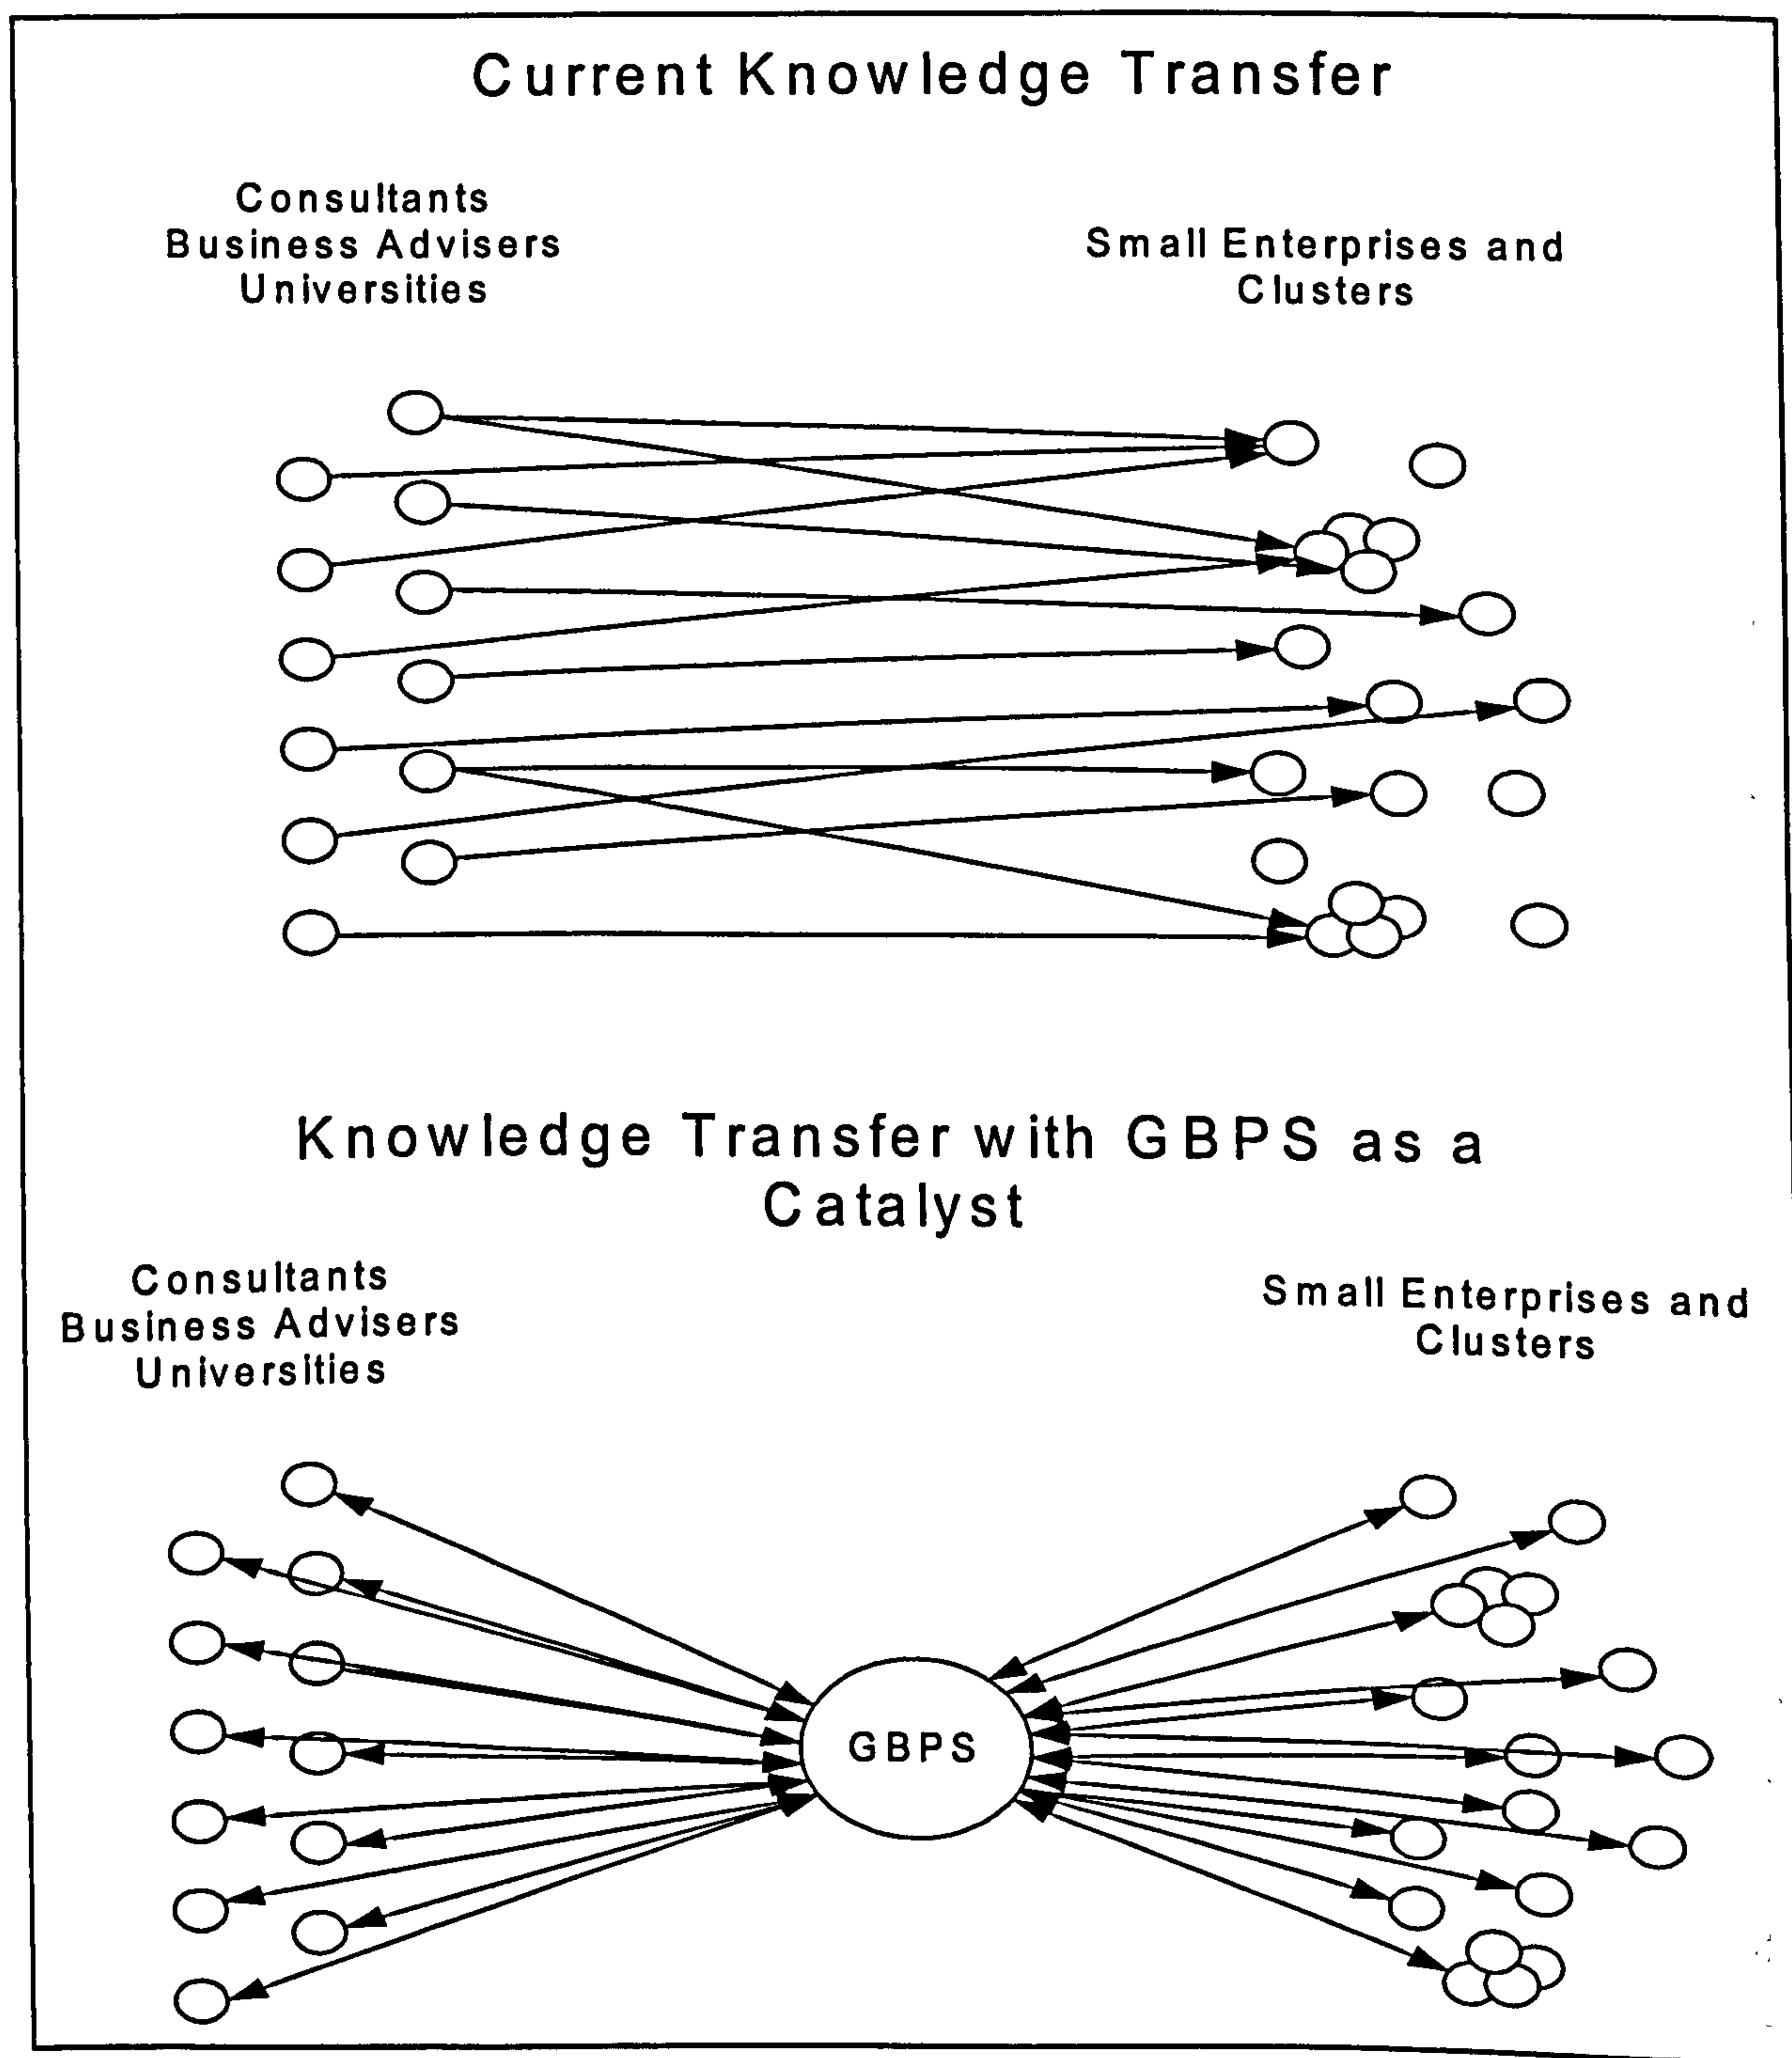 Current Knowledge Transfer
Consultants
Business Advisers
Universities
Small Enterprises and
Clusters
Knowledge Transfer with GBPS as a
Catalyst
Consultants
Business Advisers
Universities
Small Enterprises and
Clusters
GBPS